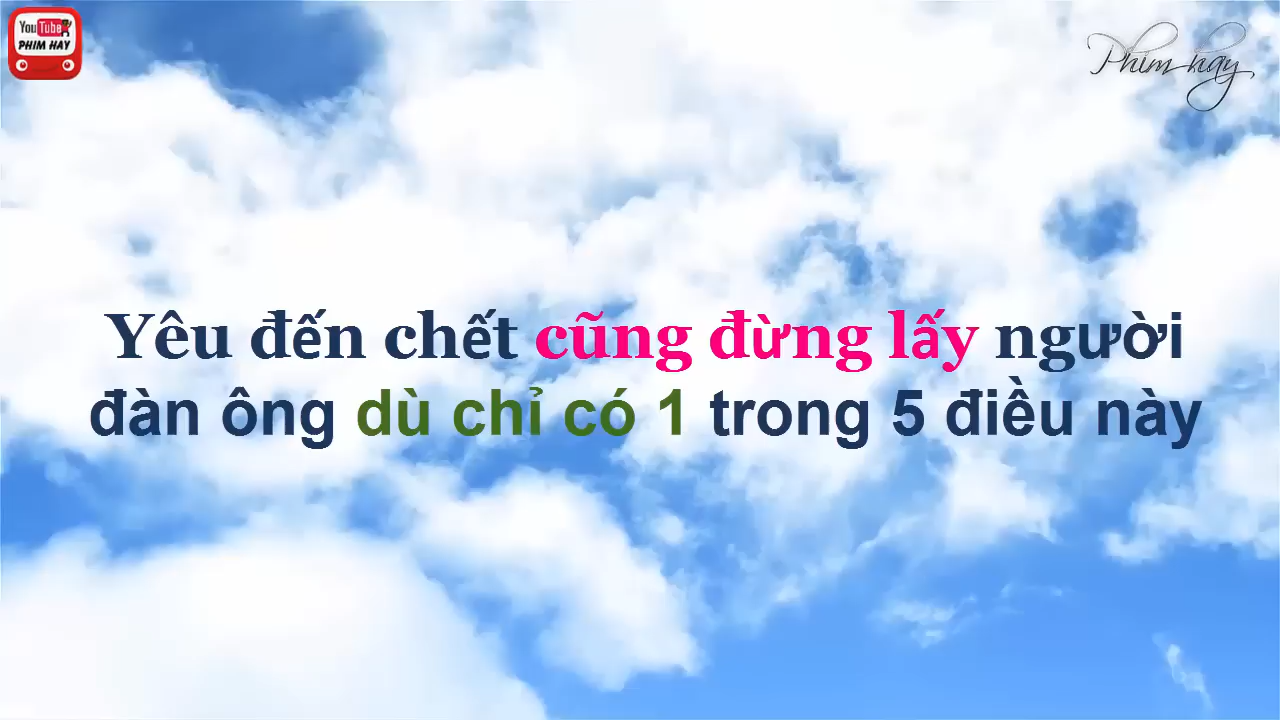 YouTube
PHIM HAY
Phim hay
Yêu đến chết cũng đừng lấy người
đàn ông dù chỉ có 1 trong 5 điều này